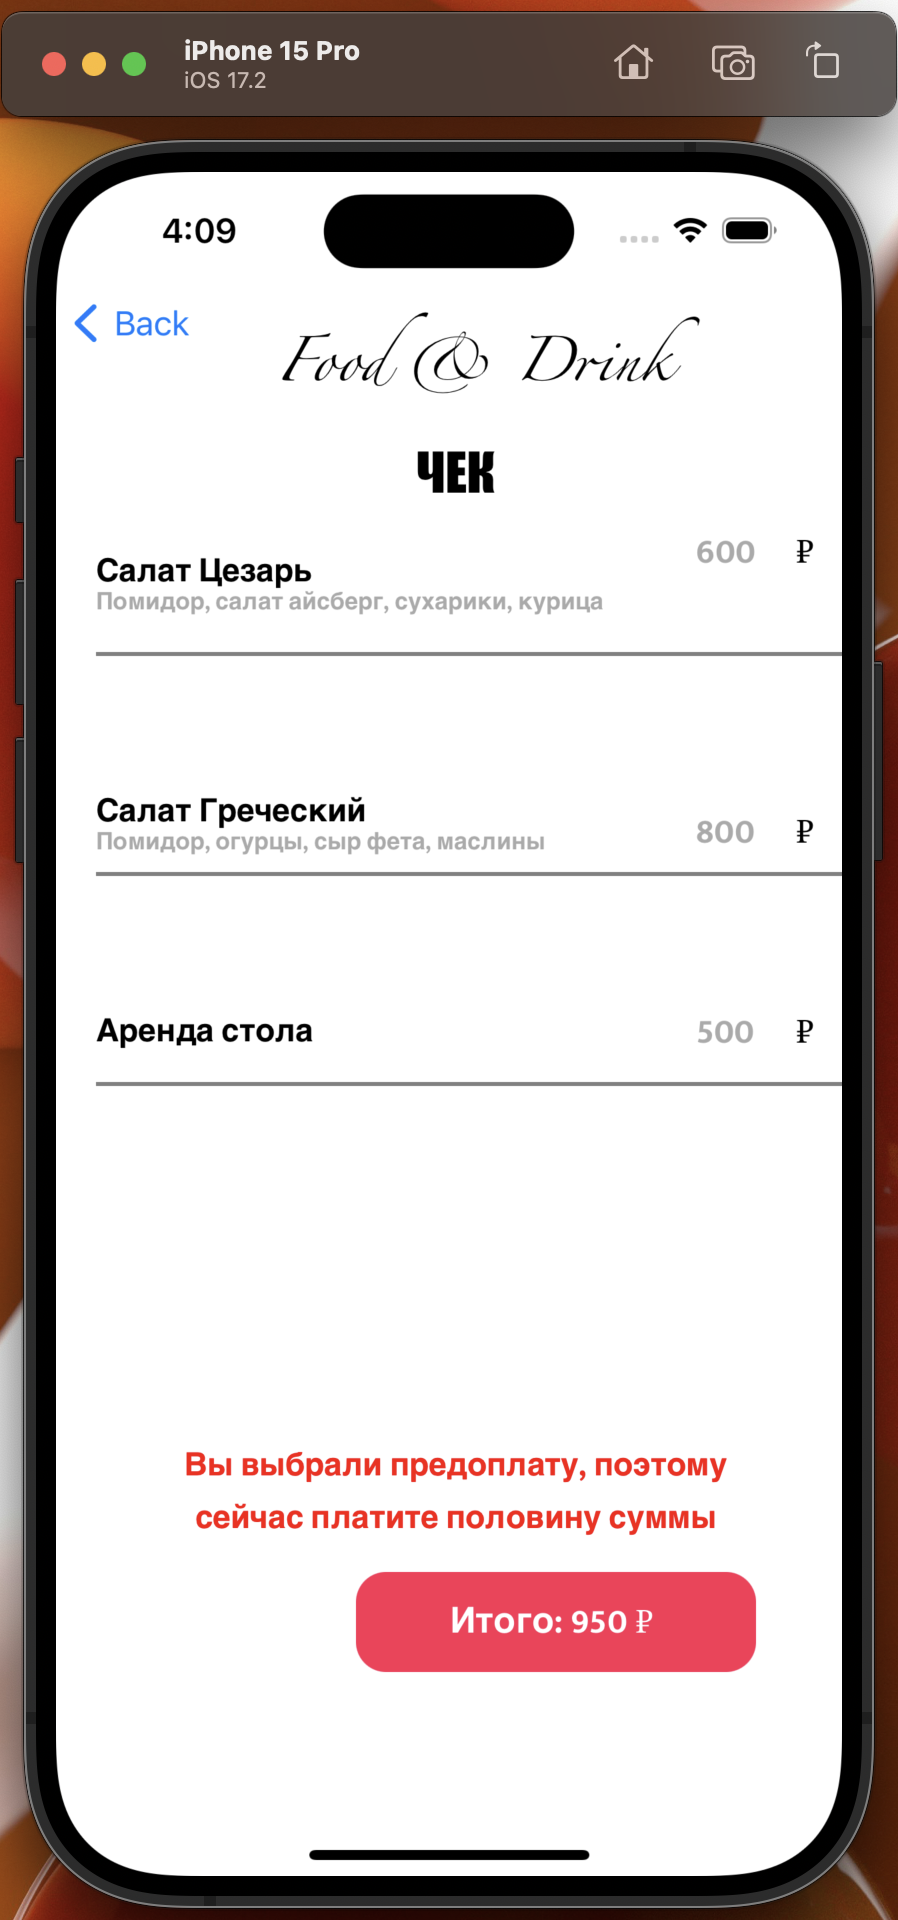 iPhone 15 Pro
iOS 17.2
4:09
Back
Food & Drink
ЧЕК
600 ₽
Салат Цезарь
Помидор, салат айсберг, сухарики, курица
Салат Греческий
800 ₽
Помидор, огурцы, сыр фета, маслины
Аренда стола 500 ₽
Вы выбрали предоплату, поэтому
сейчас платите половину суммы
Итого: 950 ₽